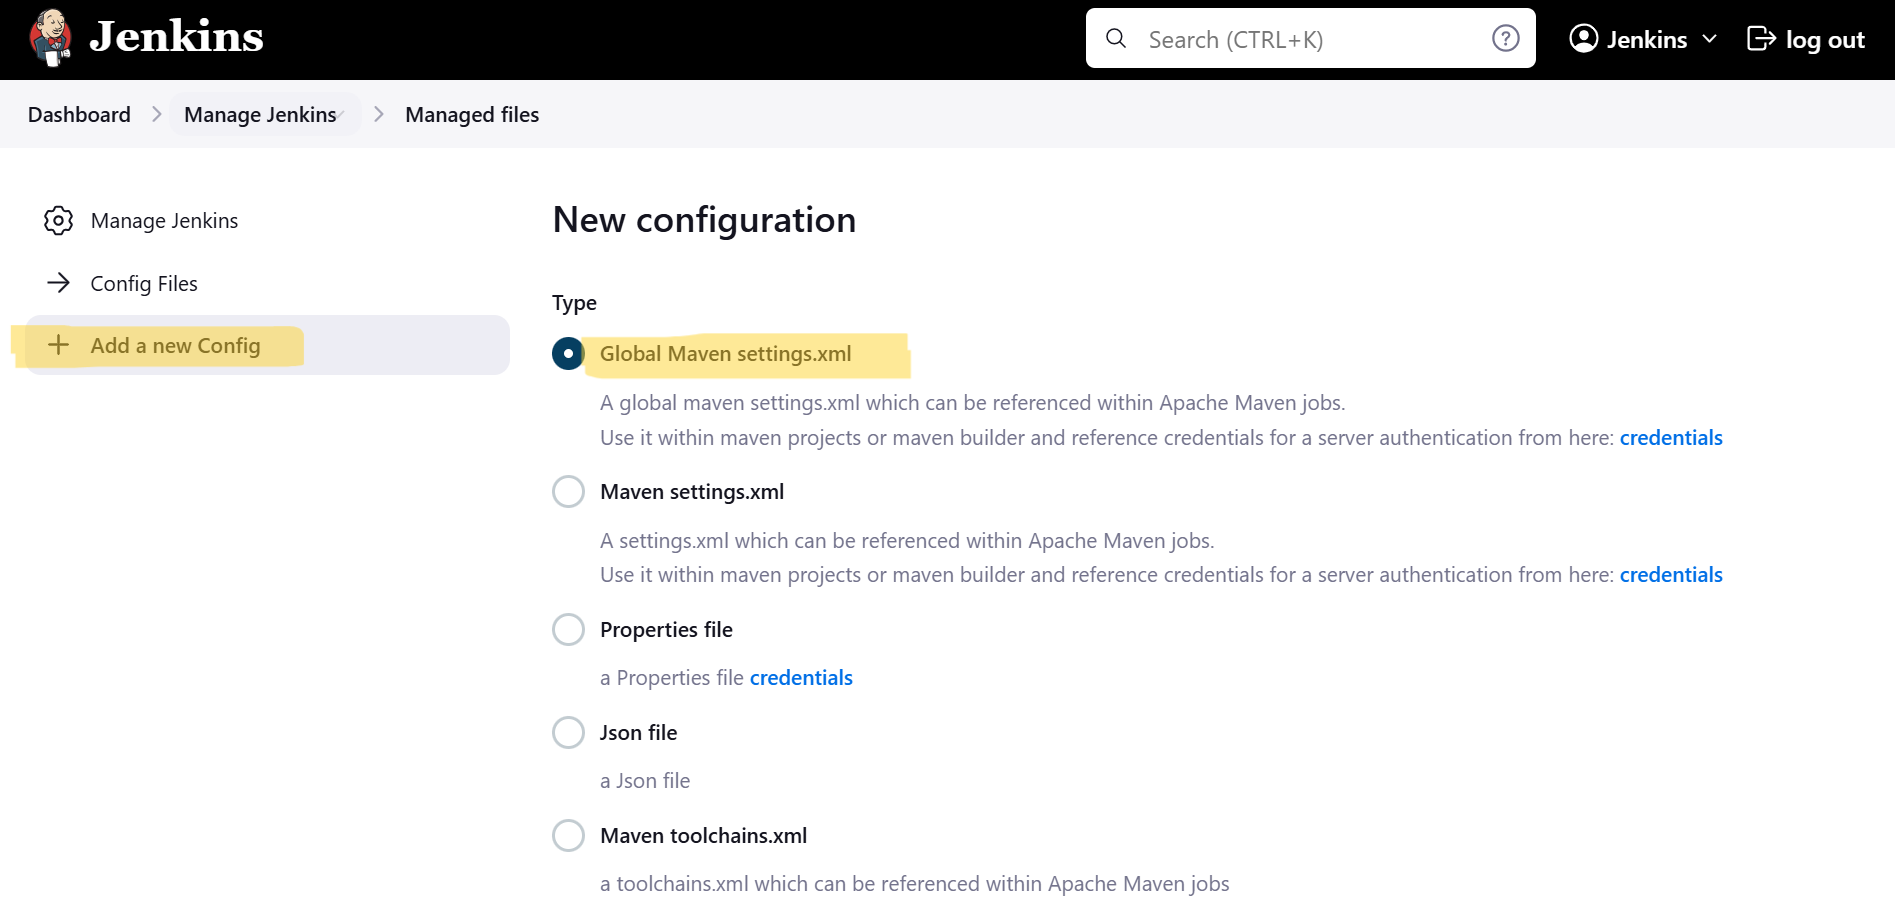 Jenkins
Search (CTRL+K)
Jenkins
log out
Dashboard
Manage Jenkins
Managed files
Manage Jenkins
Config Files
Add a new Config
New configuration
Type
Global Maven settings.xml
A global maven settings.xml which can be referenced within Apache Maven jobs.
Use it within maven projects or maven builder and reference credentials for a server authentication from here: credentials
Maven settings.xml
A settings.xml which can be referenced within Apache Maven jobs.
Use it within maven projects or maven builder and reference credentials for a server authentication from here: credentials
Properties file
a Properties file credentials
Json file
a Json file
Maven toolchains.xml
a toolchains.xml which can be referenced within Apache Maven jobs